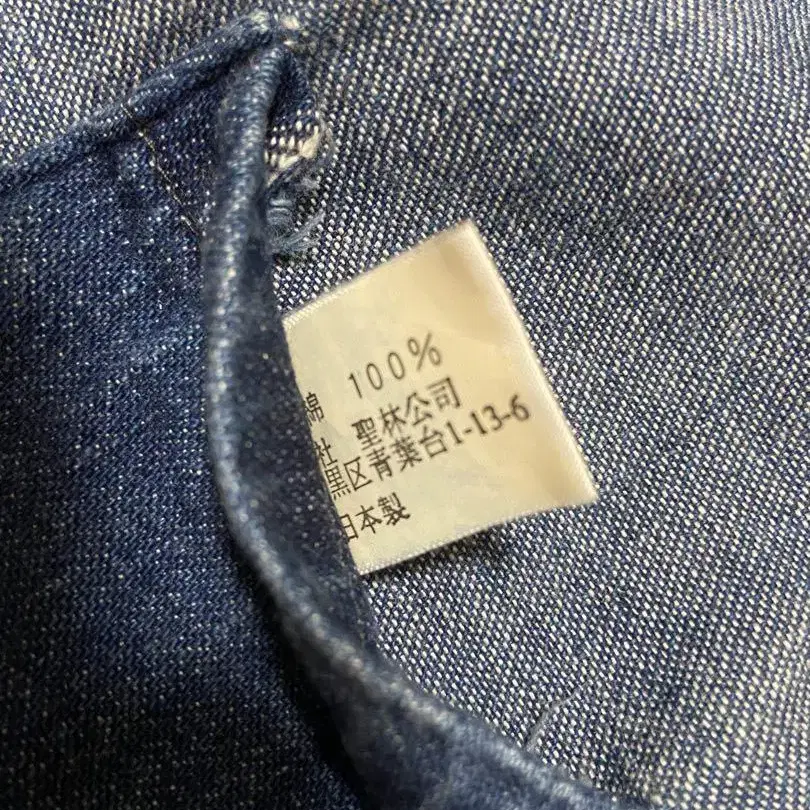 綿 100%
社 聖林公司
黒区青葉台1-13-6
日本製